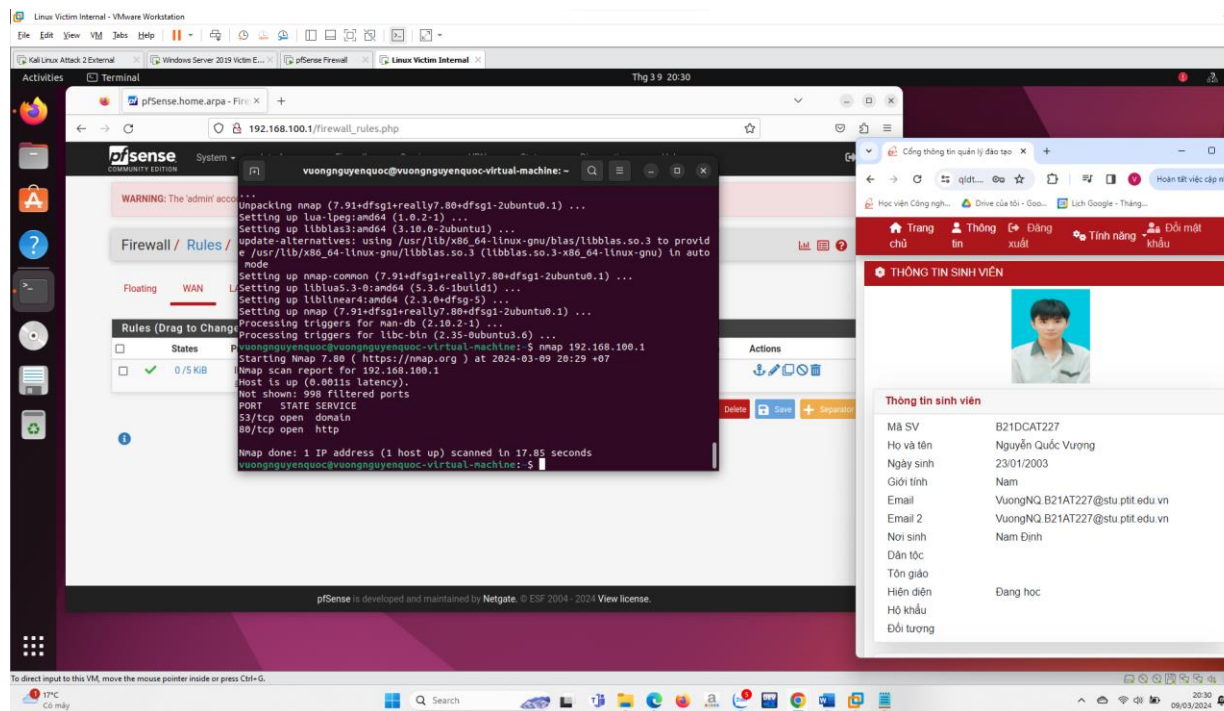 Linux Victim Internal - VMware Workstation
File Edit View VM Tabs Help
Kali Linux Attack 2 External
Windows Server 2019 Victim E...
pfSense Firewall
Linux Victim Internal
Activities
Terminal
Thg 3 9 20:30
pfSense.home.arpa - Fire
192.168.100.1/firewall_rules.php
pfsense
COMMUNITY EDITION
System
WARNING: The 'admin' acco
Firewall / Rules /
Floating WAN
Rules (Drag to Change
States
Actions
0 /5 KiB
Delete Save Separator
pfSense is developed and maintained by Netgate. © ESF 2004 - 2024 View license.
vuongnguyenquoc@vuongnguyenquoc-virtual-machine: ~
...
Unpacking nmap (7.91+dfsg1+really7.80+dfsg1-2ubuntu0.1) ...
Setting up lua-lpeg:amd64 (1.0.2-1) ...
Setting up libblas3:amd64 (3.10.0-2ubuntu1) ...
update-alternatives: using /usr/lib/x86_64-linux-gnu/blas/libblas.so.3 to provid
e /usr/lib/x86_64-linux-gnu/libblas.so.3 (libblas.so.3-x86_64-linux-gnu) in auto
mode
Setting up nmap-common (7.91+dfsg1+really7.80+dfsg1-2ubuntu0.1) ...
Setting up liblua5.3-0:amd64 (5.3.6-1build1) ...
Setting up liblinear4:amd64 (2.3.0+dfsg-5) ...
Setting up nmap (7.91+dfsg1+really7.80+dfsg1-2ubuntu0.1) ...
Processing triggers for man-db (2.10.2-1) ...
Processing triggers for libc-bin (2.35-0ubuntu3.6) ...
vuongnguyenquoc@vuongnguyenquoc-virtual-machine:~$ nmap 192.168.100.1
Starting Nmap 7.80 ( https://nmap.org ) at 2024-03-09 20:29 +07
Nmap scan report for 192.168.100.1
Host is up (0.0011s latency).
Not shown: 998 filtered ports
PORT STATE SERVICE
53/tcp open domain
80/tcp open http
Nmap done: 1 IP address (1 host up) scanned in 17.85 seconds
vuongnguyenquoc@vuongnguyenquoc-virtual-machine:~$
Cổng thông tin quản lý đào tạo
qldt....
Hoàn tất việc cập n
Học viện Công ngh...
Drive của tôi - Goo...
Lịch Google - Tháng...
Trang chủ
Thông tin
Đăng xuất
Tính năng
Đổi mật khẩu
THÔNG TIN SINH VIÊN
Thông tin sinh viên
Mã SV B21DCAT227
Họ và tên Nguyễn Quốc Vượng
Ngày sinh 23/01/2003
Giới tính Nam
Email VuongNQ.B21AT227@stu.ptit.edu.vn
Email 2 VuongNQ.B21AT227@stu.ptit.edu.vn
Nơi sinh Nam Định
Dân tộc
Tôn giáo
Hiện diện Đang học
Hộ khẩu
Đối tượng
To direct input to this VM, move the mouse pointer inside or press Ctrl+G.
17°C
Có mây
Search
20:30
09/03/2024